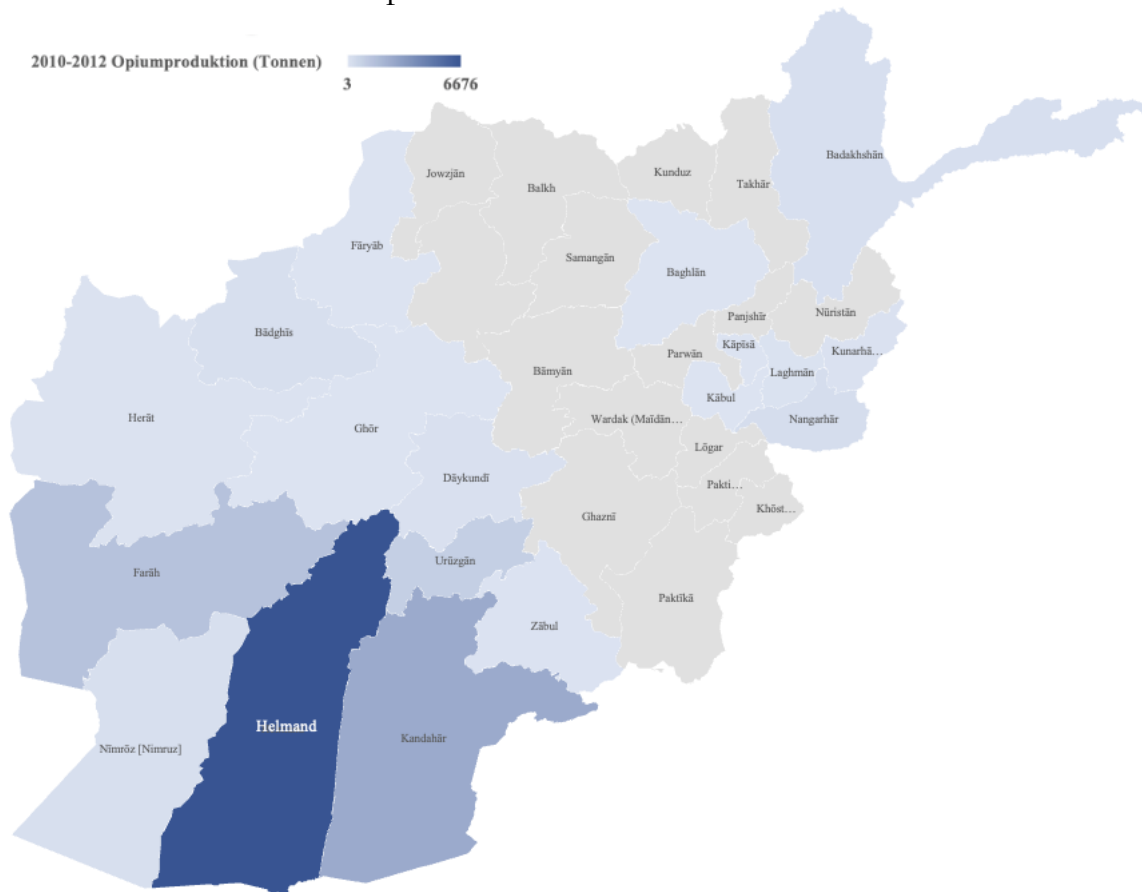 2010-2012 Opiumproduktion (Tonnen)
3 6676
Badakhshān
Jowzjān
Balkh
Kunduz
Takhār
Fāryāb
Samangān
Baghlān
Bādghīs
Panjshīr
Nūristān
Kāpīsā
Kunarhā...
Parwān
Bāmyān
Laghmān
Kābul
Herāt
Ghōr
Wardak (Maīdān...
Nangarhār
Lōgar
Dāykundī
Pakti...
Khōst...
Ghaznī
Urūzgān
Farāh
Paktīkā
Zābul
Helmand
Kandahār
Nīmrōz [Nimruz]